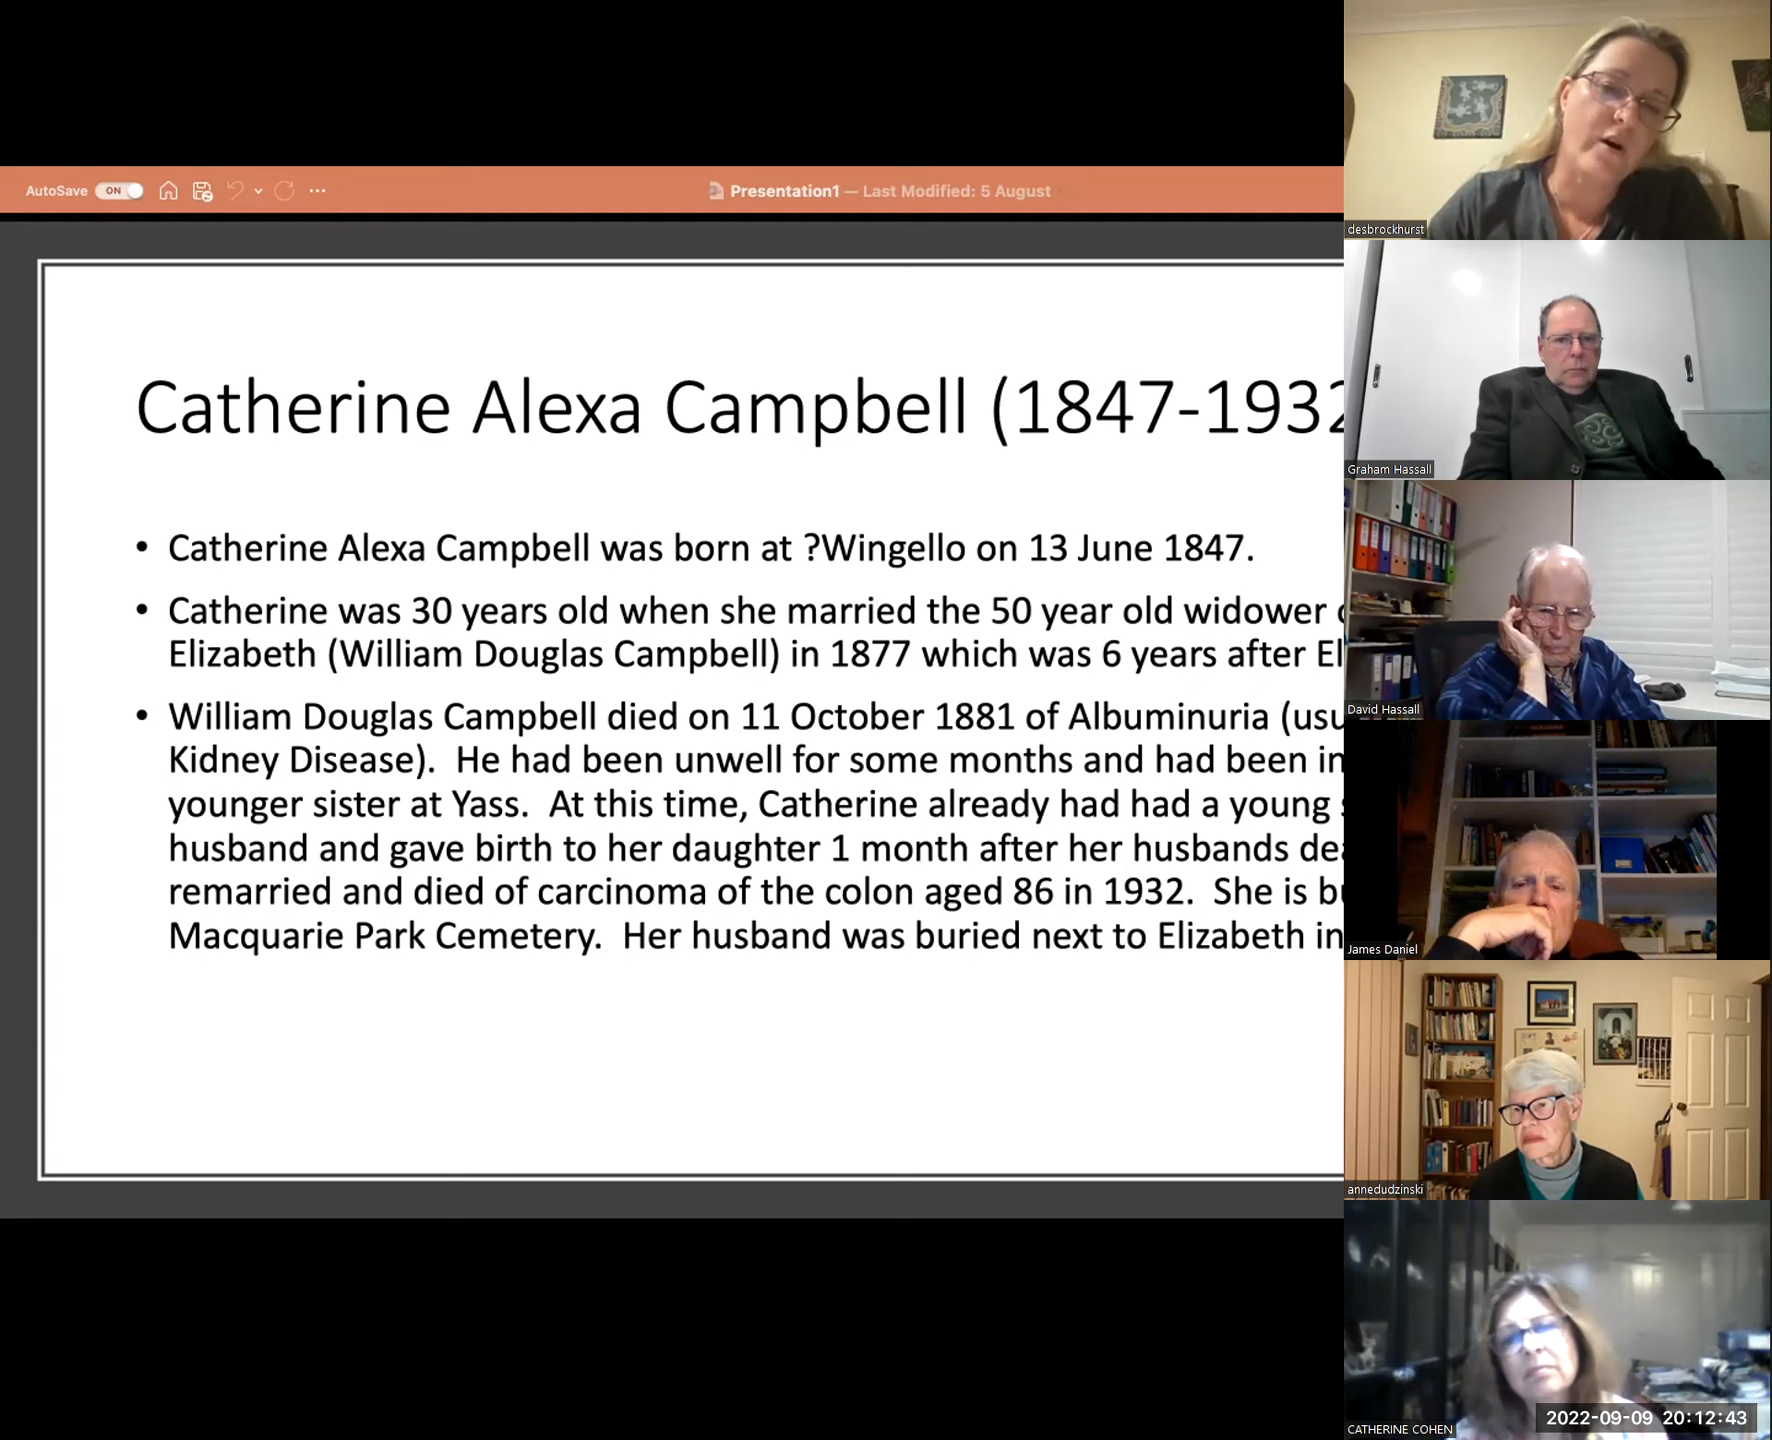 AutoSave ON Presentation1 — Last Modified: 5 August
Catherine Alexa Campbell (1847-1932
• Catherine Alexa Campbell was born at ?Wingello on 13 June 1847.
• Catherine was 30 years old when she married the 50 year old widower
Elizabeth (William Douglas Campbell) in 1877 which was 6 years after El
• William Douglas Campbell died on 11 October 1881 of Albuminuria (usu
Kidney Disease). He had been unwell for some months and had been in
younger sister at Yass. At this time, Catherine already had had a young
husband and gave birth to her daughter 1 month after her husbands dea
remarried and died of carcinoma of the colon aged 86 in 1932. She is bu
Macquarie Park Cemetery. Her husband was buried next to Elizabeth in
desbrockhurst
Graham Hassall
David Hassall
James Daniel
annedudzinski
CATHERINE COHEN
2022-09-09 20:12:43